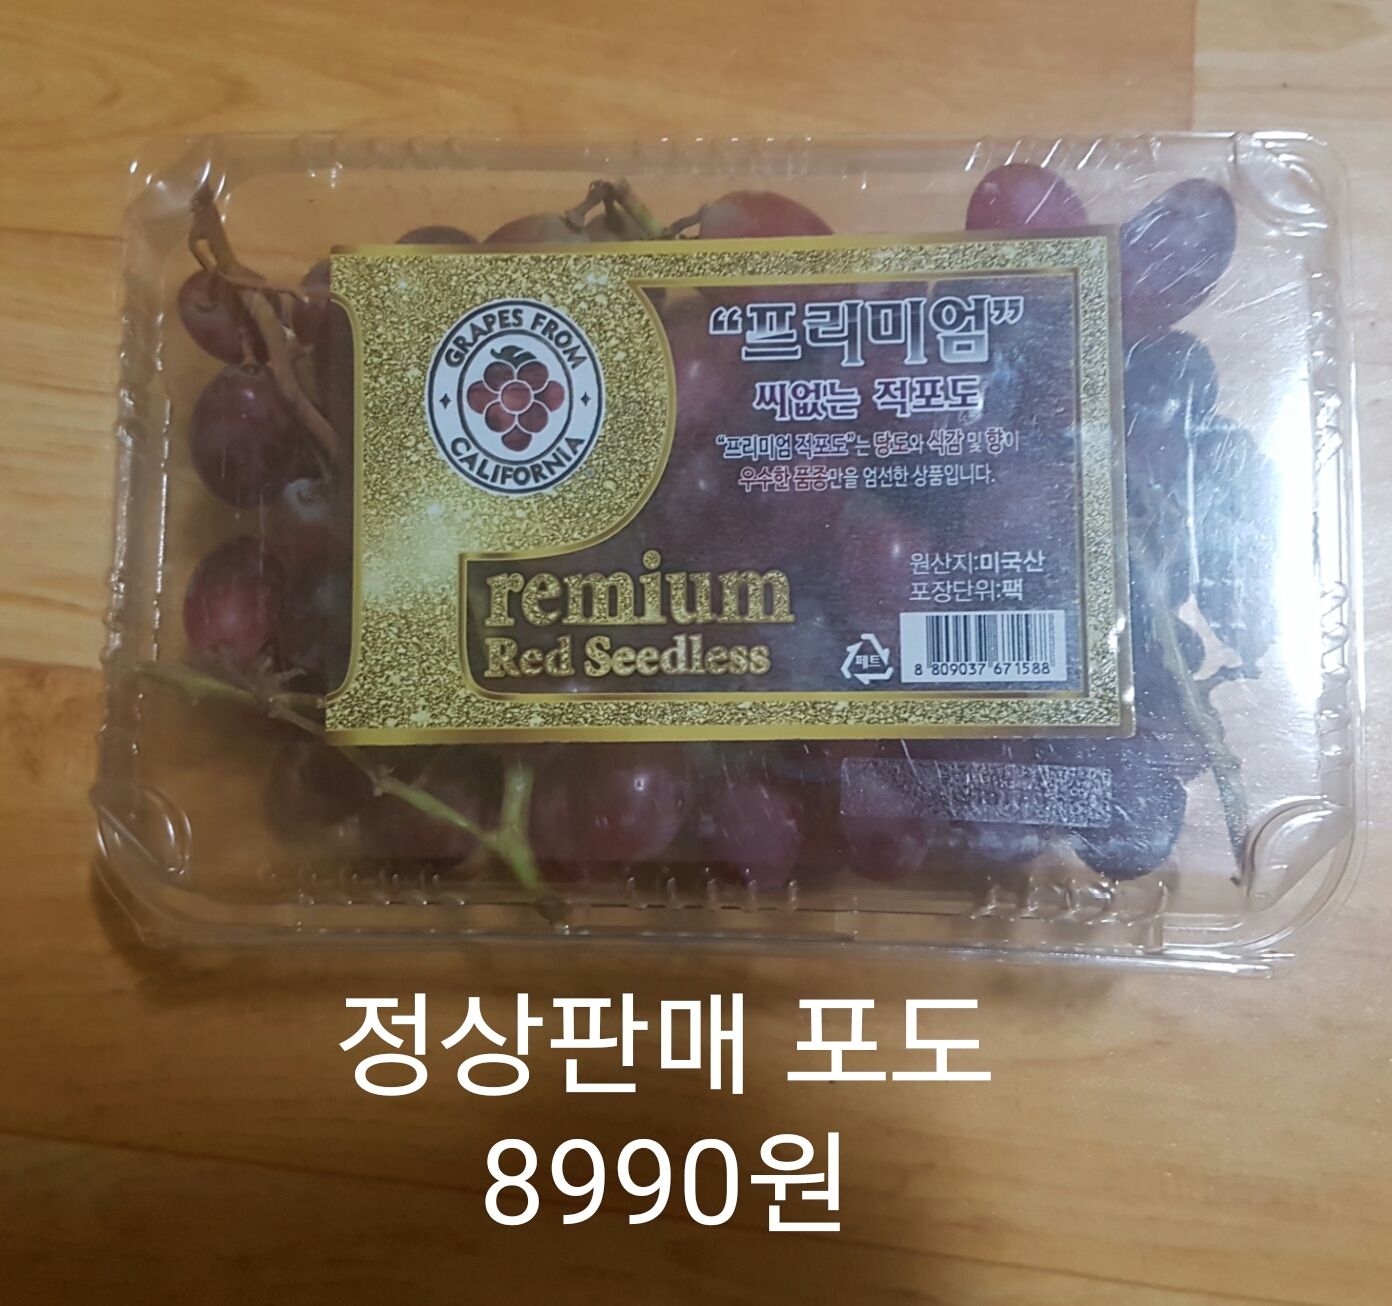 GRAPES FROM
CALIFORNIA
“프리미엄”
씨없는 적포도
“프리미엄 적포도”는 당도와 식감 및 향이
우수한 품종만을 엄선한 상품입니다.
원산지:미국산
포장단위:팩
Premium
Red Seedless
페트
8 809037 671588
정상판매 포도
8990원